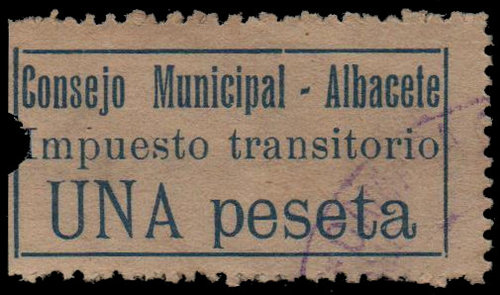 Consejo Municipal - Albacete
Impuesto transitorio
UNA peseta